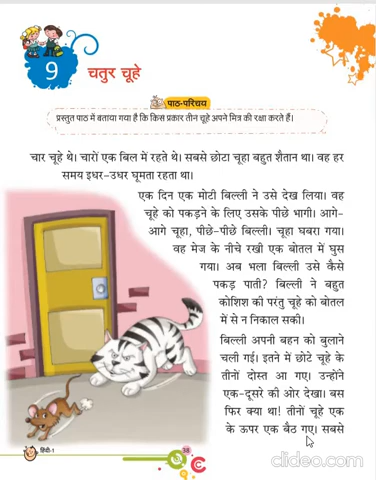 9
चतुर चूहे
पाठ-परिचय
प्रस्तुत पाठ में बताया गया है कि किस प्रकार तीन चूहे अपने मित्र की रक्षा करते हैं।
चार चूहे थे। चारों एक बिल में रहते थे। सबसे छोटा चूहा बहुत शैतान था। वह हर
समय इधर-उधर घूमता रहता था।
एक दिन एक मोटी बिल्ली ने उसे देख लिया। वह
चूहे को पकड़ने के लिए उसके पीछे भागी। आगे-
आगे चूहा, पीछे-पीछे बिल्ली। चूहा घबरा गया।
वह मेज के नीचे रखी एक बोतल में घुस
गया। अब भला बिल्ली उसे कैसे
पकड़ पाती? बिल्ली ने बहुत
कोशिश की परंतु चूहे को बोतल
में से न निकाल सकी।
बिल्ली अपनी बहन को बुलाने
चली गई। इतने में छोटे चूहे के
तीनों दोस्त आ गए। उन्होंने
एक-दूसरे की ओर देखा। बस
फिर क्या था! तीनों चूहे एक
के ऊपर एक बैठ गए। सबसे
हिंदी-1
38
clideo.com